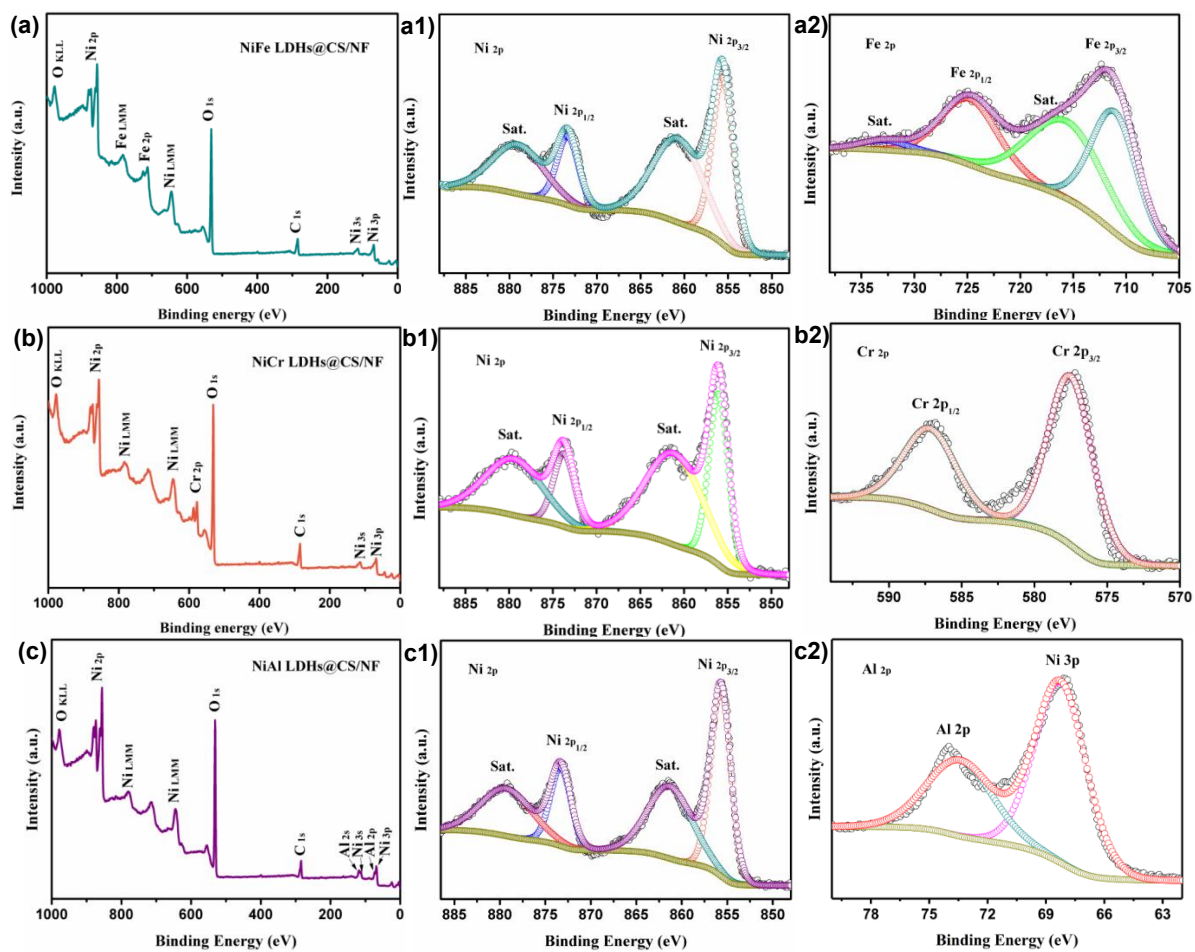 (a)
NiFe LDHs@CS/NF
O KLL
Ni 2p
Fe LMM
Fe 2p
Ni LMM
O 1s
C 1s
Ni 3s
Ni 3p
Intensity (a.u.)
1000 800 600 400 200 0
Binding energy (eV)
a1)
Ni 2p
Ni 2p3/2
Ni 2p1/2
Sat.
Sat.
Intensity (a.u.)
885 880 875 870 865 860 855 850
Binding Energy (eV)
a2)
Fe 2p
Fe 2p3/2
Fe 2p1/2
Sat.
Sat.
Intensity (a.u.)
735 730 725 720 715 710 705
Binding Energy (eV)
(b)
NiCr LDHs@CS/NF
O KLL
Ni 2p
Ni LMM
Ni LMM
Cr 2p
O 1s
C 1s
Ni 3s
Ni 3p
Intensity (a.u.)
1000 800 600 400 200 0
Binding energy (eV)
b1)
Ni 2p
Ni 2p3/2
Ni 2p1/2
Sat.
Sat.
Intensity (a.u.)
885 880 875 870 865 860 855 850
Binding Energy (eV)
b2)
Cr 2p
Cr 2p3/2
Cr 2p1/2
Intensity (a.u.)
590 585 580 575 570
Binding Energy (eV)
(c)
NiAl LDHs@CS/NF
O KLL
Ni 2p
Ni LMM
Ni LMM
O 1s
C 1s
Al 2s
Ni 3s
Al 2p
Ni 3p
Intensity (a.u.)
1000 800 600 400 200 0
Binding Energy (eV)
c1)
Ni 2p
Ni 2p3/2
Ni 2p1/2
Sat.
Sat.
Intensity (a.u.)
885 880 875 870 865 860 855 850
Binding Energy (eV)
c2)
Al 2p
Ni 3p
Al 2p
Intensity (a.u.)
78 75 72 69 66 63
Binding Energy (eV)